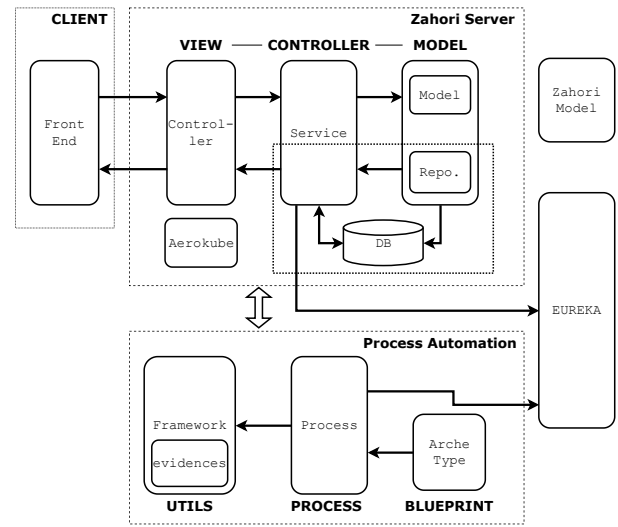 CLIENT
Zahori Server
VIEW
CONTROLLER
MODEL
Front
End
Control-
ller
Service
Model
Repo.
Zahori
Model
Aerokube
DB
EUREKA
Process Automation
Framework
evidences
Process
Arche
Type
UTILS
PROCESS
BLUEPRINT